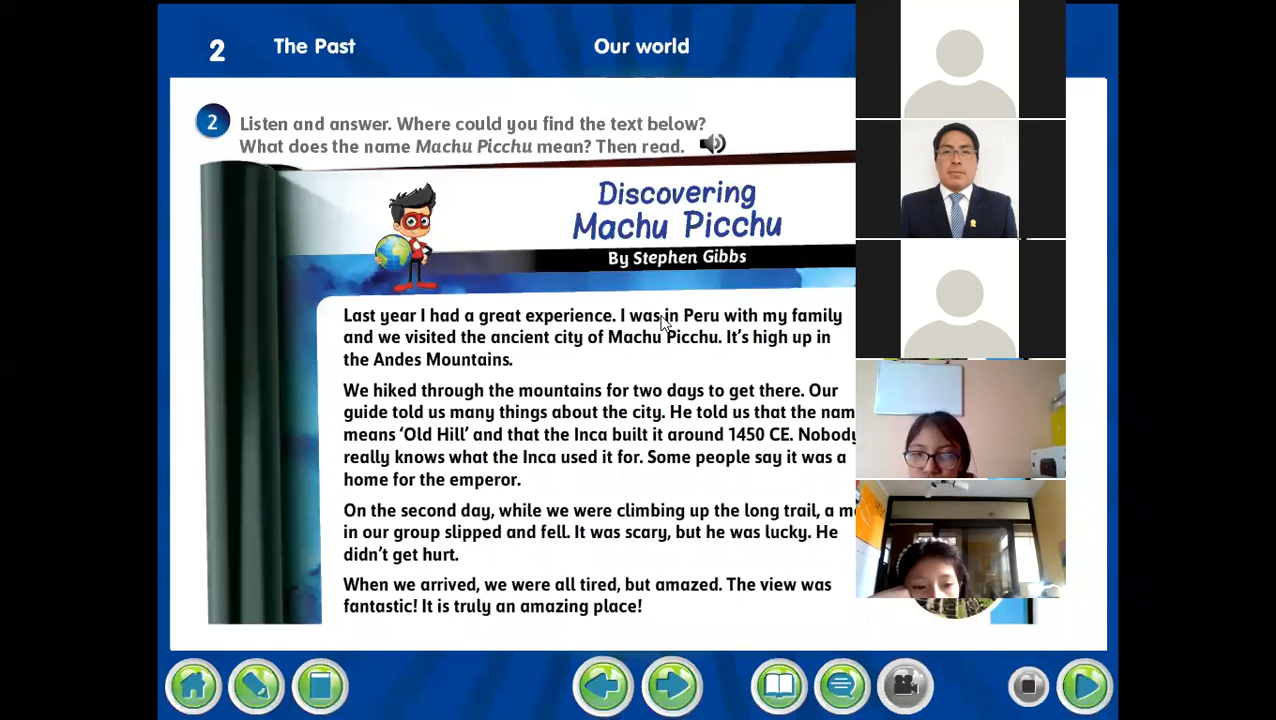 2 The Past Our world
2 Listen and answer. Where could you find the text below?
What does the name Machu Picchu mean? Then read.
Discovering
Machu Picchu
By Stephen Gibbs
Last year I had a great experience. I was in Peru with my family
and we visited the ancient city of Machu Picchu. It's high up in
the Andes Mountains.
We hiked through the mountains for two days to get there. Our
guide told us many things about the city. He told us that the nam
means ‘Old Hill’ and that the Inca built it around 1450 CE. Nobody
really knows what the Inca used it for. Some people say it was a
home for the emperor.
On the second day, while we were climbing up the long trail, a m
in our group slipped and fell. It was scary, but he was lucky. He
didn't get hurt.
When we arrived, we were all tired, but amazed. The view was
fantastic! It is truly an amazing place!